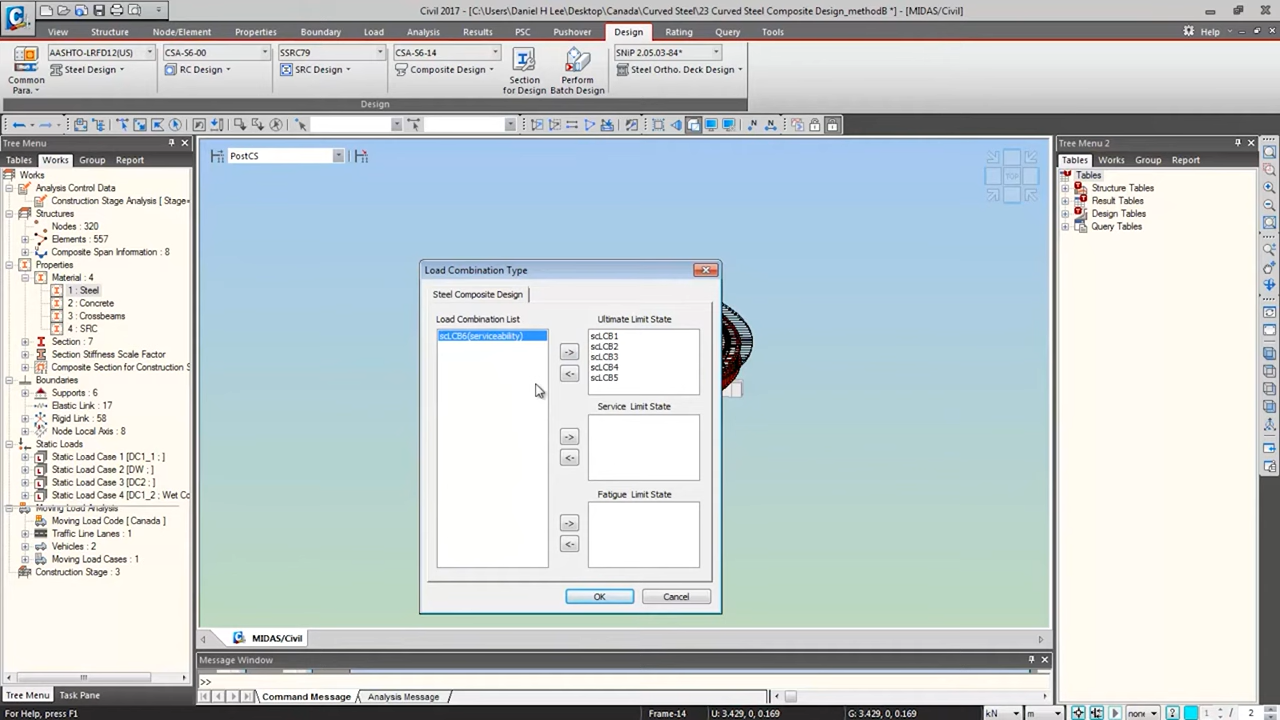 Civil 2017 - [C:\Users\Daniel H Lee\Desktop\Canada\Curved Steel\23 Curved Steel Composite Design_methodB *] - [MIDAS/Civil]
View Structure Node/Element Properties Boundary Load Analysis Results PSC Pushover Design Rating Query Tools Help
AASHTO-LRFD12(US) CSA-S6-00 SSRC79 CSA-S6-14 SNiP 2.05.03-84*
Steel Design RC Design SRC Design Composite Design Steel Ortho. Deck Design
Common Para. Section for Design Perform Batch Design
Design
Tree Menu
Tables Works Group Report
PostCS
TOP
Works
Analysis Control Data
Construction Stage Analysis [ Stage=
Structures
Nodes : 320
Elements : 557
Composite Span Information : 8
Properties
Material : 4
1 : Steel
2 : Concrete
3 : Crossbeams
4 : SRC
Section : 7
Section Stiffness Scale Factor
Composite Section for Construction S
Boundaries
Supports : 6
Elastic Link : 17
Rigid Link : 58
Node Local Axis : 8
Static Loads
Static Load Case 1 [DC1_1 ; ]
Static Load Case 2 [DW ; ]
Static Load Case 3 [DC2 ; ]
Static Load Case 4 [DC1_2 ; Wet Co
Moving Load Analysis
Moving Load Code [ Canada ]
Traffic Line Lanes : 1
Vehicles : 2
Moving Load Cases : 1
Construction Stage : 3
Load Combination Type
Steel Composite Design
Load Combination List
scLCB6(serviceability)
->
<-
Ultimate Limit State
scLCB1
scLCB2
scLCB3
scLCB4
scLCB5
Service Limit State
->
<-
Fatigue Limit State
->
<-
OK Cancel
Tree Menu 2
Tables Works Group Report
Tables
Structure Tables
Result Tables
Design Tables
Query Tables
MIDAS/Civil
Message Window
>>
Command Message Analysis Message
Tree Menu Task Pane
For Help, press F1 Frame-14 U: 3.429, 0, 0.169 G: 3.429, 0, 0.169 kN m none 1 / 2